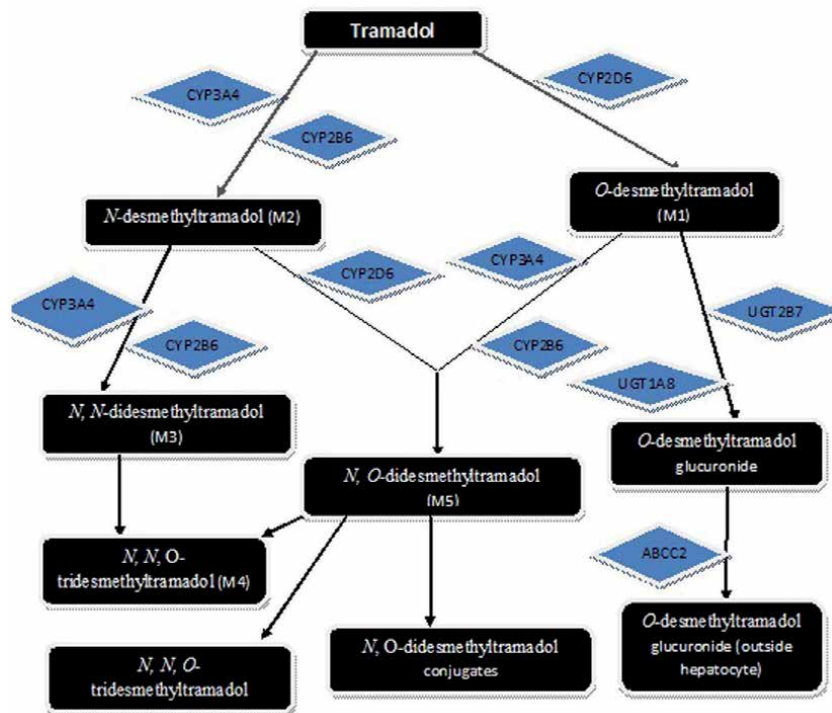 Tramadol
CYP3A4
CYP2D6
CYP2B6
N-desmethyltramadol (M2)
O-desmethyltramadol
(M1)
CYP3A4
CYP2D6
CYP3A4
UGT2B7
CYP2B6
CYP2B6
UGT1A8
N, N-didesmethyltramadol
(M3)
O-desmethyltramadol
glucuronide
N, O-didesmethyltramadol
(M5)
N, N, O-
tridesmethyltramadol (M4)
ABCC2
N, N, O-
tridesmethyltramadol
N, O-didesmethyltramadol
conjugates
O-desmethyltramadol
glucuronide (outside
hepatocyte)